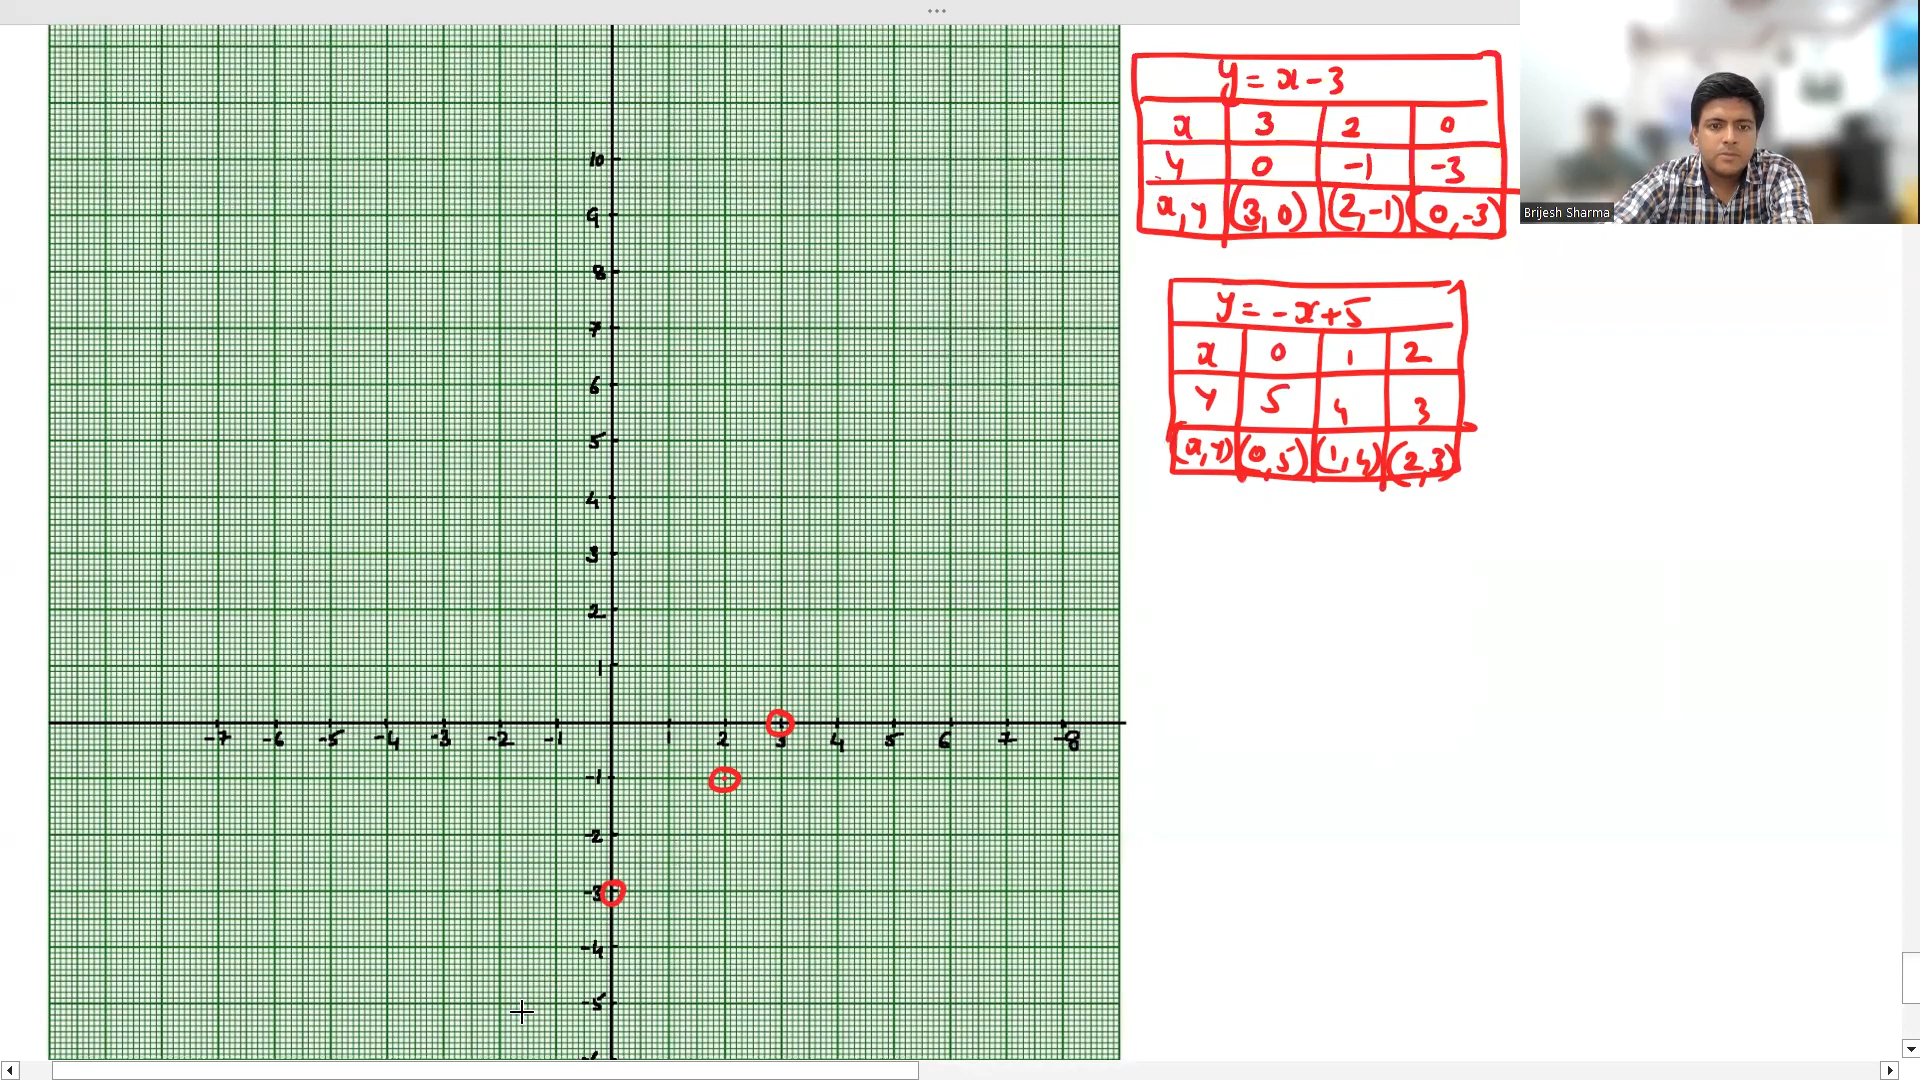 y = x - 3
x 3 2 0
y 0 -1 -3
x, y (3, 0) (2, -1) (0, -3)
y = -x + 5
x 0 1 2
y 5 4 3
(x, y) (0, 5) (1, 4) (2, 3)
Brijesh Sharma
10
9
8
7
6
5
4
3
2
1
-7 -6 -5 -4 -3 -2 -1 1 2 3 4 5 6 7 -8
-1
-2
-3
-4
-5